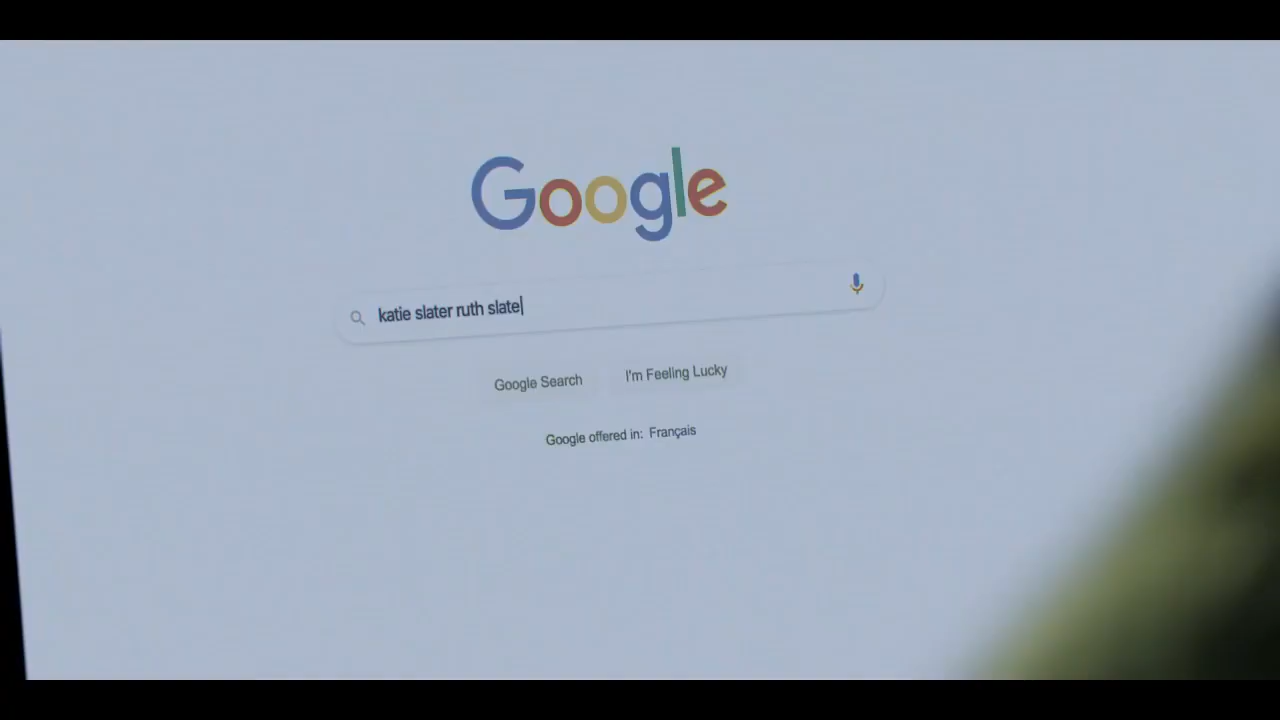 Google
katie slater ruth slate
Google Search I'm Feeling Lucky
Google offered in: Français